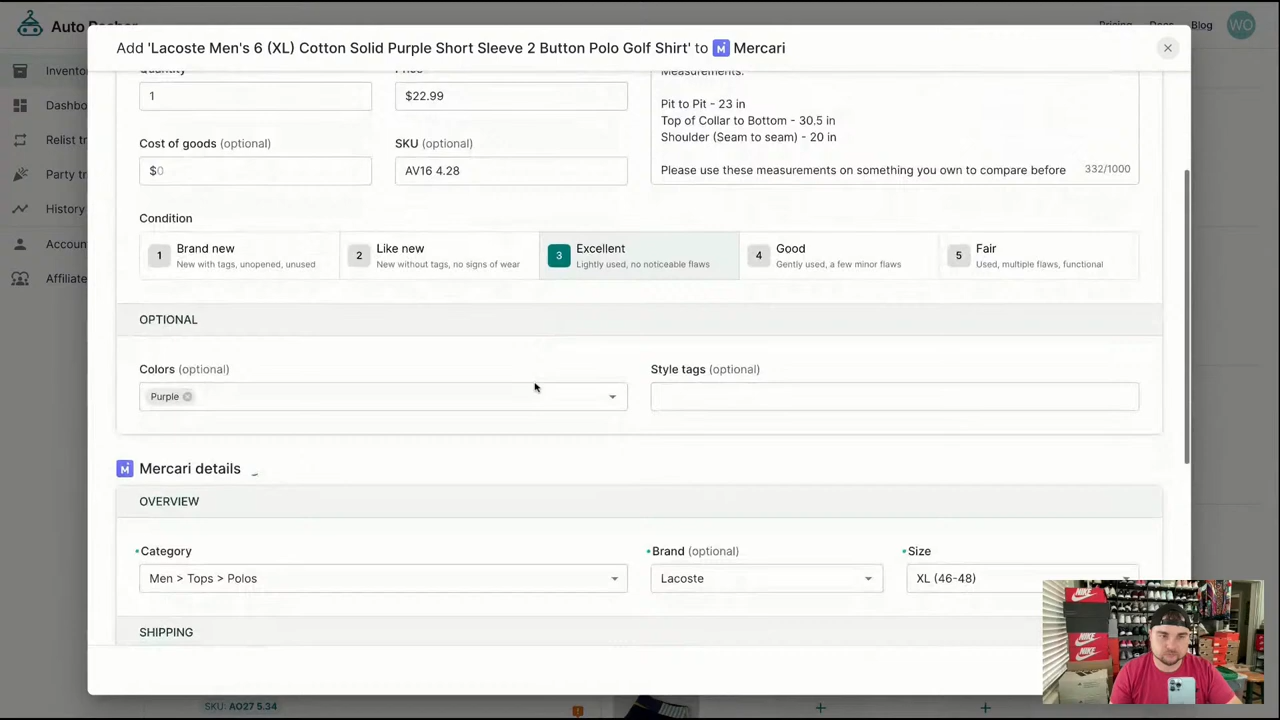 Auto
Pricing Docs Blog WO
Add 'Lacoste Men's 6 (XL) Cotton Solid Purple Short Sleeve 2 Button Polo Golf Shirt' to M Mercari
Invento
Dashbo
Relist tr
Party tr
History
Accoun
Affiliate
Quantity
Price
Measurements:
1
$22.99
Pit to Pit - 23 in
Top of Collar to Bottom - 30.5 in
Shoulder (Seam to seam) - 20 in
Cost of goods (optional)
SKU (optional)
$0
AV16 4.28
Please use these measurements on something you own to compare before
332/1000
Condition
1 Brand new
New with tags, unopened, unused
2 Like new
New without tags, no signs of wear
3 Excellent
Lightly used, no noticeable flaws
4 Good
Gently used, a few minor flaws
5 Fair
Used, multiple flaws, functional
OPTIONAL
Colors (optional)
Style tags (optional)
Purple
M Mercari details
OVERVIEW
Category
Brand (optional)
Size
Men > Tops > Polos
Lacoste
XL (46-48)
SHIPPING
NIKE
NIKE
SKU: AO27 5.34